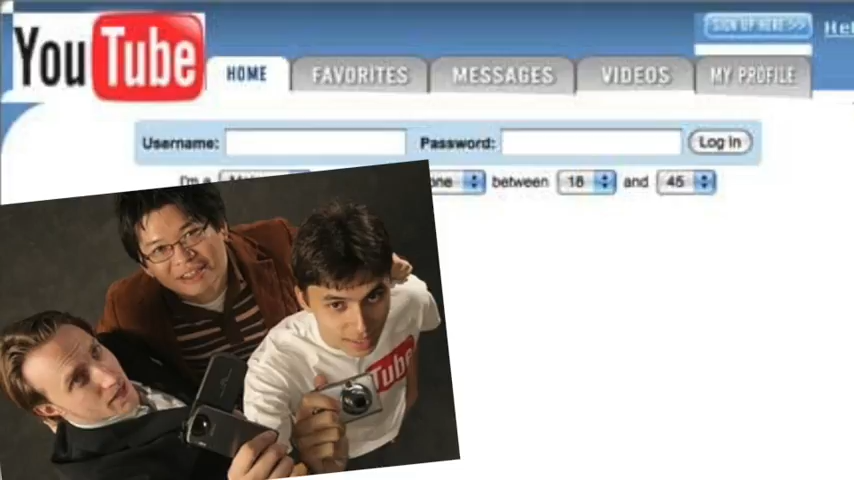 YouTube
SIGN UP HERE >>
HOME FAVORITES MESSAGES VIDEOS MY PROFILE
Username: Password: Log In
I'm a between 18 and 45
Tube